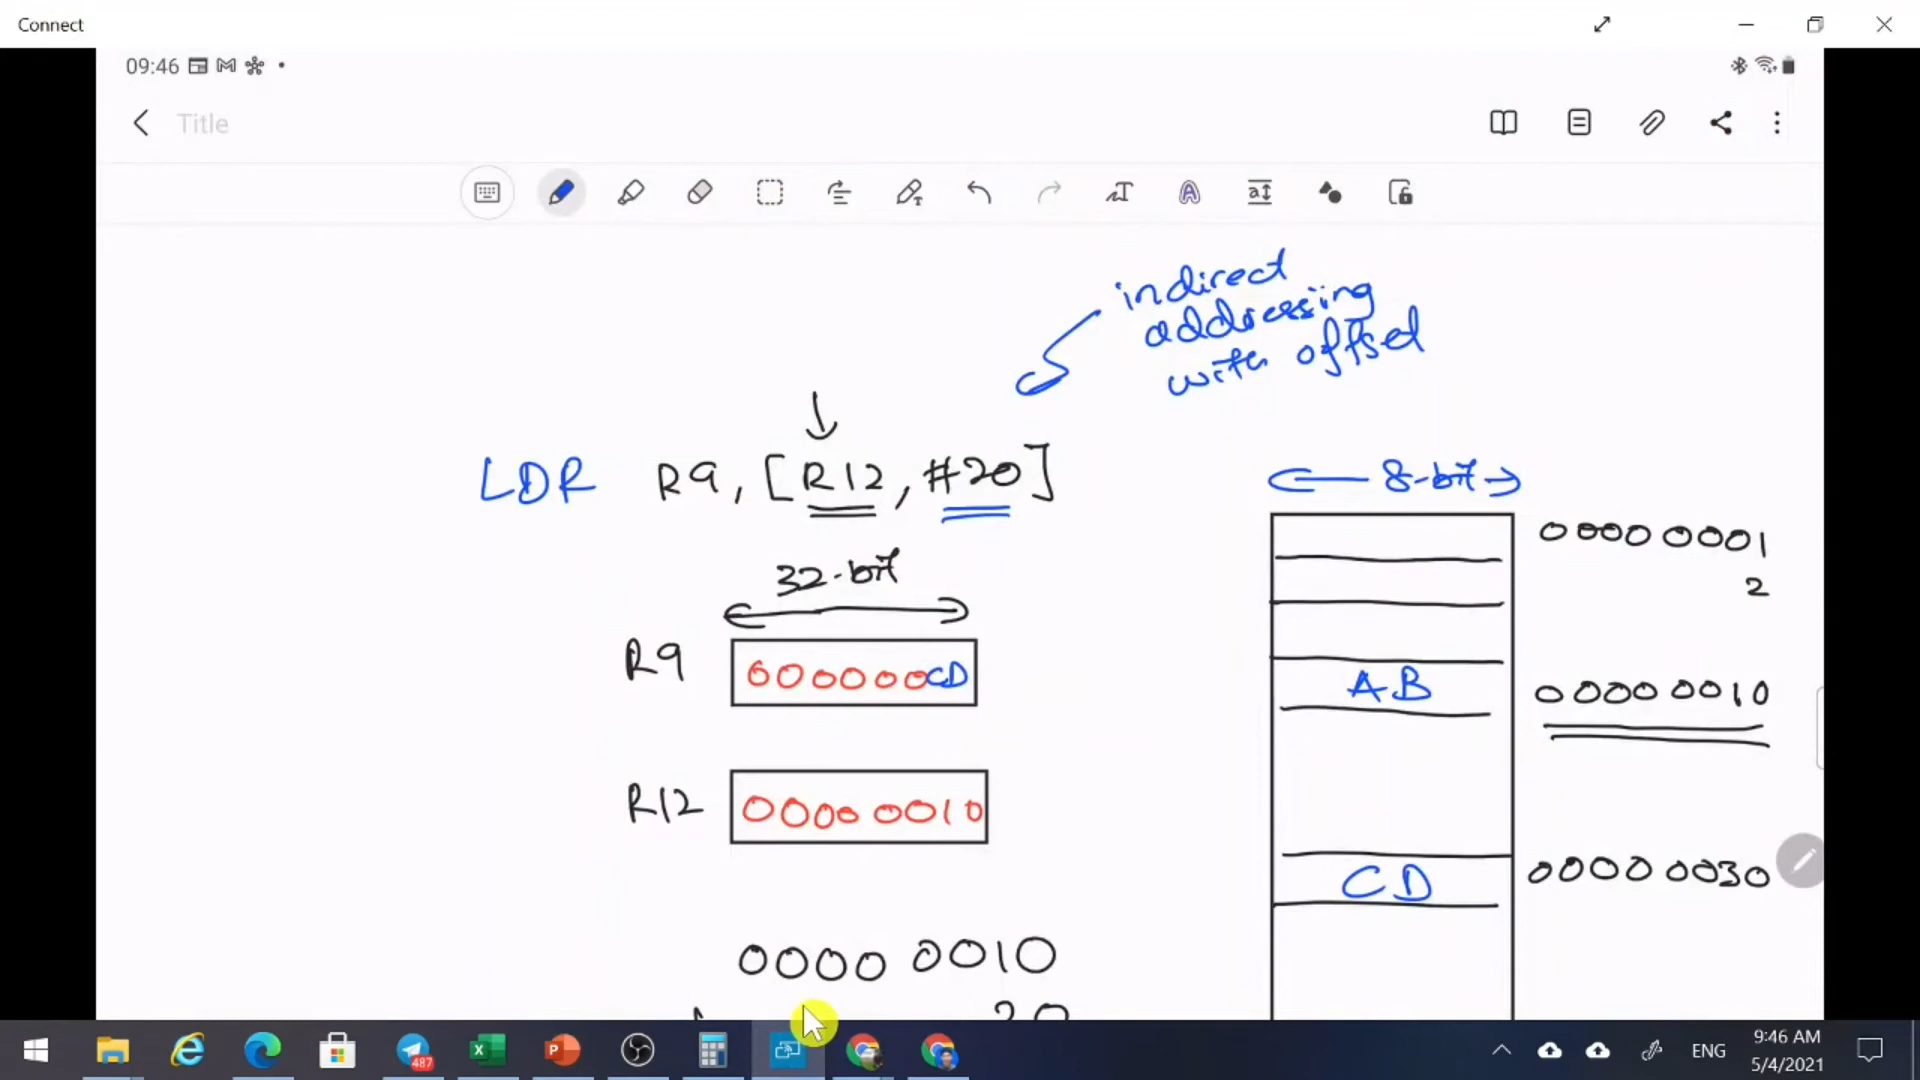 Connect
09:46
Title
indirect
addressing
with offset
LDR R9, [R12, #20]
8-bit
0000 0001
32-bit
2
R9 000000CD
AB 0000 0010
R12 0000 0010
CD 0000 0030
0000 0010
20
487
ENG
9:46 AM
5/4/2021